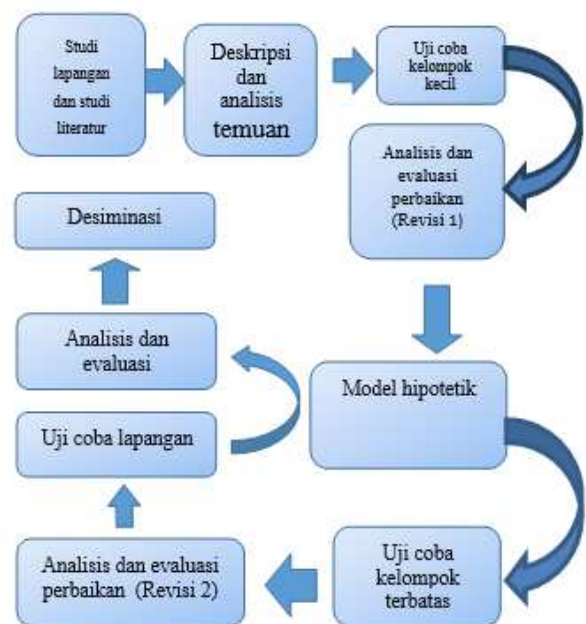 Studi
lapangan
dan studi
literatur
Deskripsi
dan
analisis
temuan
Uji coba
kelompok
kecil
Analisis dan
evaluasi
perbaikan
(Revisi 1)
Model hipotetik
Uji coba
kelompok
terbatas
Analisis dan evaluasi
perbaikan (Revisi 2)
Uji coba lapangan
Analisis dan
evaluasi
Desiminasi